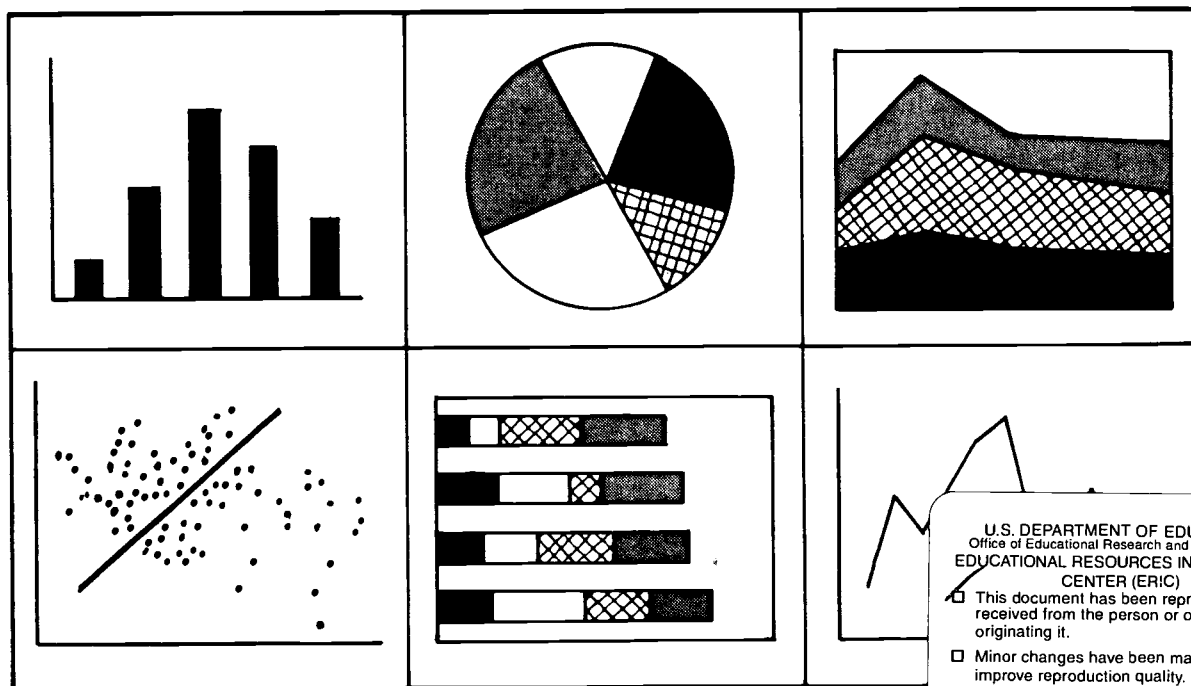 U.S. DEPARTMENT OF EDU
Office of Educational Research and
EDUCATIONAL RESOURCES IN
CENTER (ERIC)
☐ This document has been repr
received from the person or o
originating it.
☐ Minor changes have been ma
improve reproduction quality.